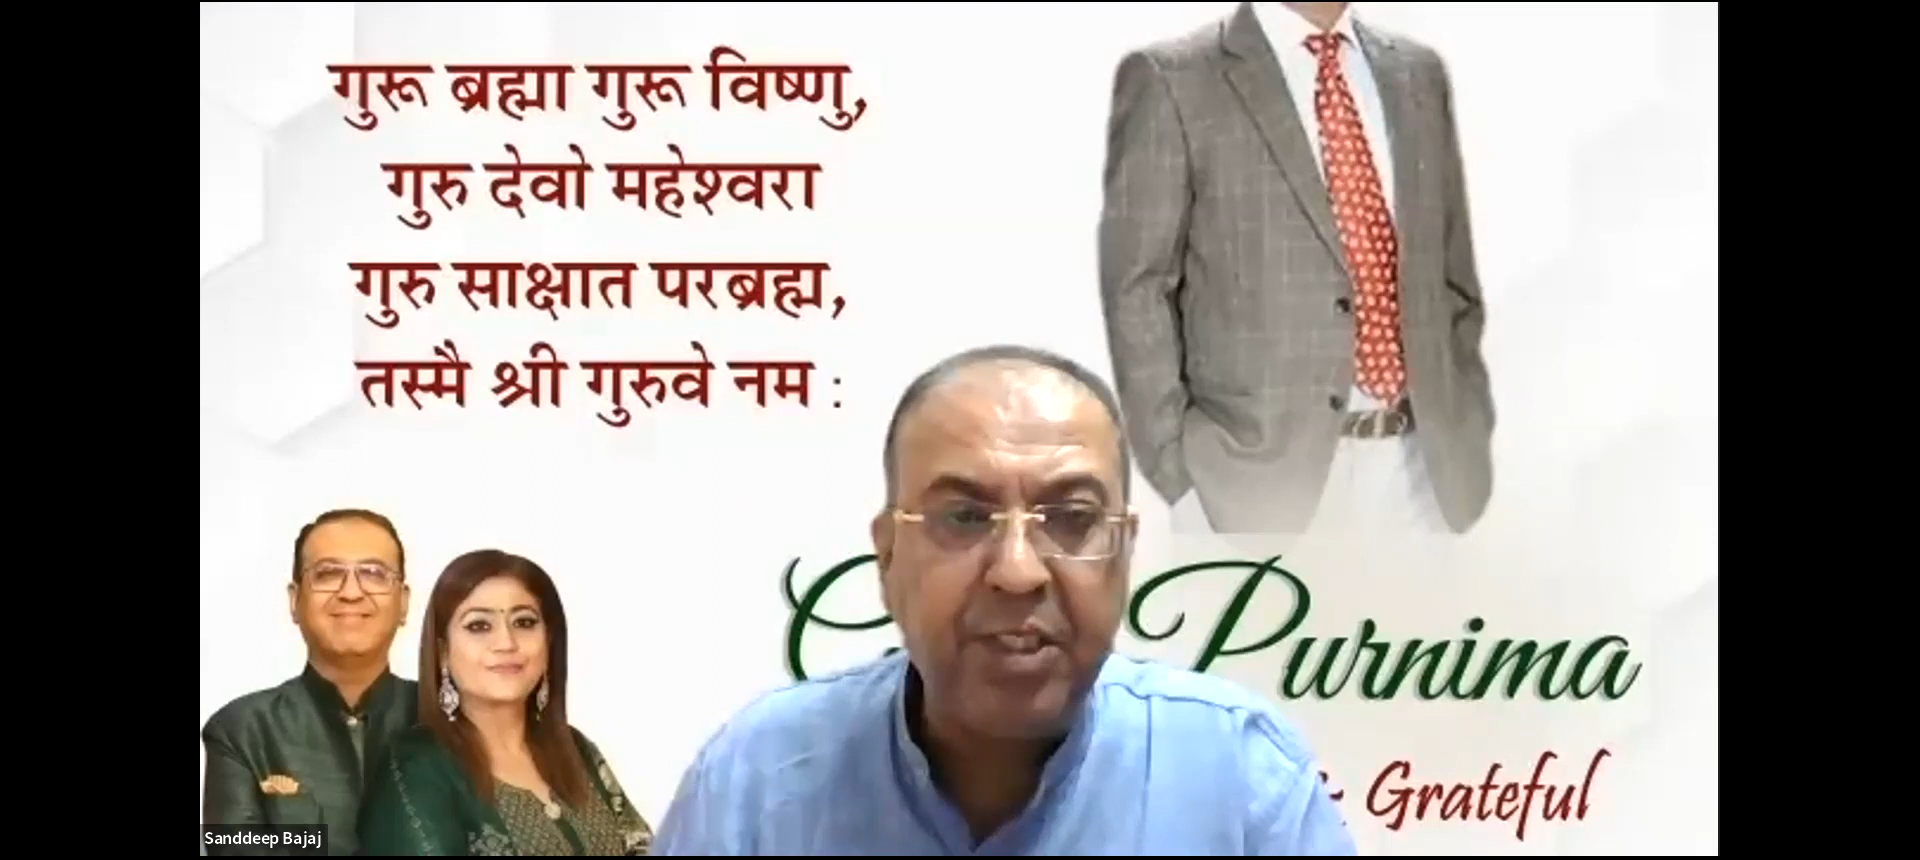 गुरू ब्रह्मा गुरू विष्णु,
गुरु देवो महेश्वरा
गुरु साक्षात परब्रह्म,
तस्मै श्री गुरुवे नम :
Purnima
Grateful
Sanddeep Bajaj